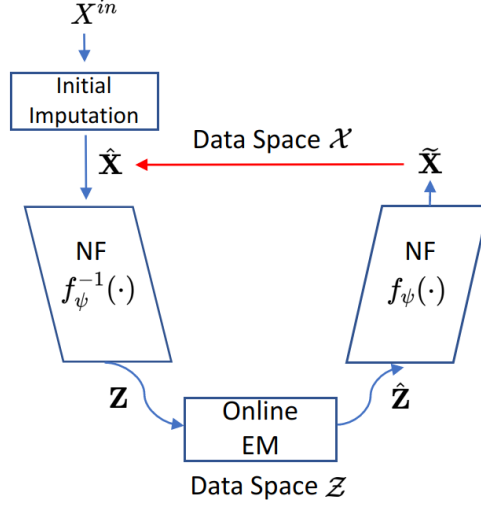 X^{in}
Initial
Imputation
Data Space 𝒳
X̂
X̃
NF
f_ψ^{-1}(·)
NF
f_ψ(·)
Z
Online
EM
Ẑ
Data Space 𝒵